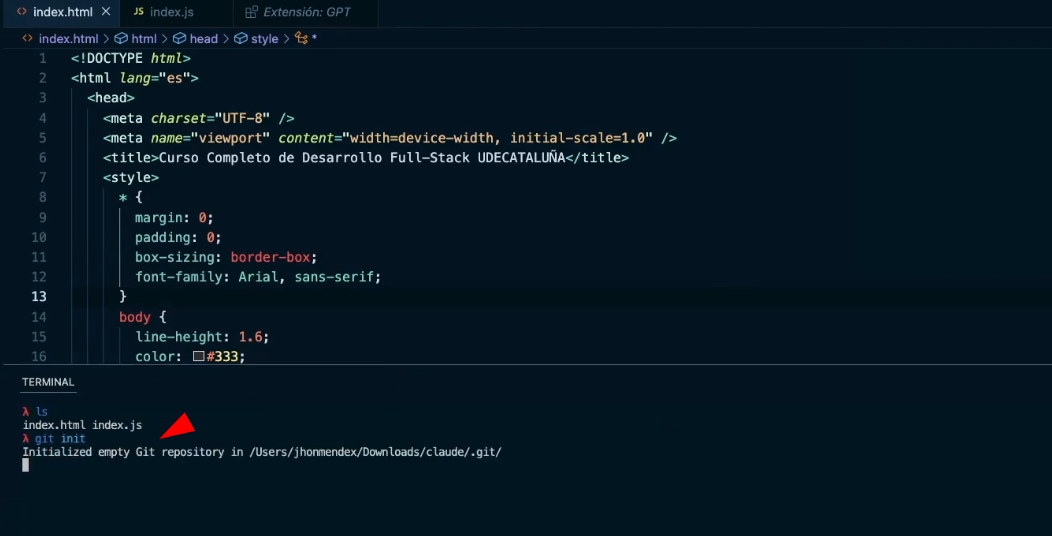 index.html
JS index.js
Extensión: GPT
index.html > html > head > style > *
1 <!DOCTYPE html>
2 <html lang="es">
3 <head>
4 <meta charset="UTF-8" />
5 <meta name="viewport" content="width=device-width, initial-scale=1.0" />
6 <title>Curso Completo de Desarrollo Full-Stack UDECATALUÑA</title>
7 <style>
8 * {
9 margin: 0;
10 padding: 0;
11 box-sizing: border-box;
12 font-family: Arial, sans-serif;
13 }
14 body {
15 line-height: 1.6;
16 color: #333;
TERMINAL
λ ls
index.html index.js
λ git init
Initialized empty Git repository in /Users/jhonmendex/Downloads/claude/.git/